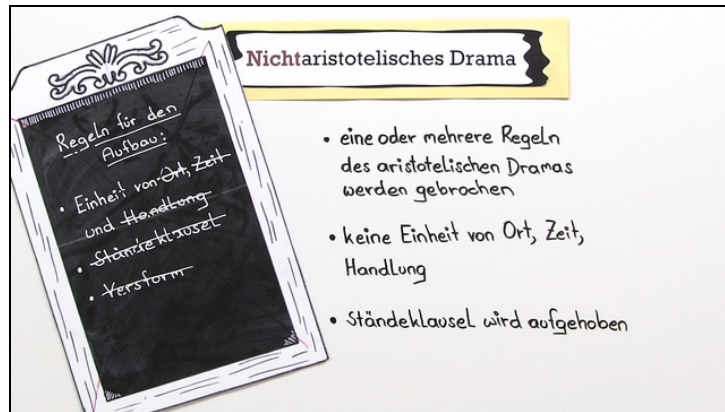 Nichtaristotelisches Drama
Regeln für den
Aufbau:
• Einheit von Ort, Zeit
und Handlung
• Ständeklausel
• Versform
• eine oder mehrere Regeln
des aristotelischen Dramas
werden gebrochen
• keine Einheit von Ort, Zeit,
Handlung
• Ständeklausel wird aufgehoben